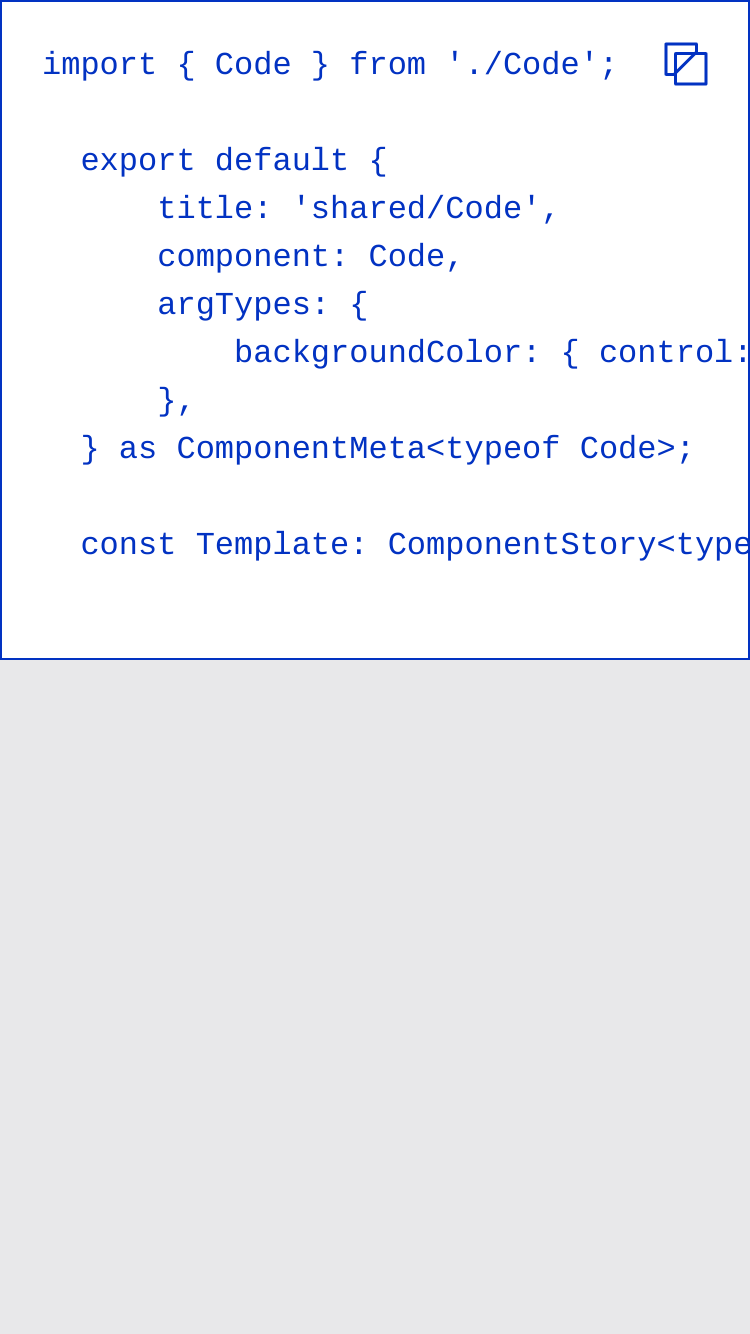 import { Code } from './Code';
export default {
title: 'shared/Code',
component: Code,
argTypes: {
backgroundColor: { control:
},
} as ComponentMeta<typeof Code>;
const Template: ComponentStory<type